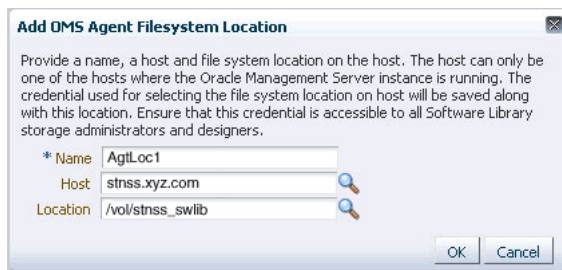 Add OMS Agent Filesystem Location
Provide a name, a host and file system location on the host. The host can only be
one of the hosts where the Oracle Management Server instance is running. The
credential used for selecting the file system location on host will be saved along
with this location. Ensure that this credential is accessible to all Software Library
storage administrators and designers.
* Name AgtLoc1
Host stnss.xyz.com
Location /vol/stnss_swlib
OK Cancel